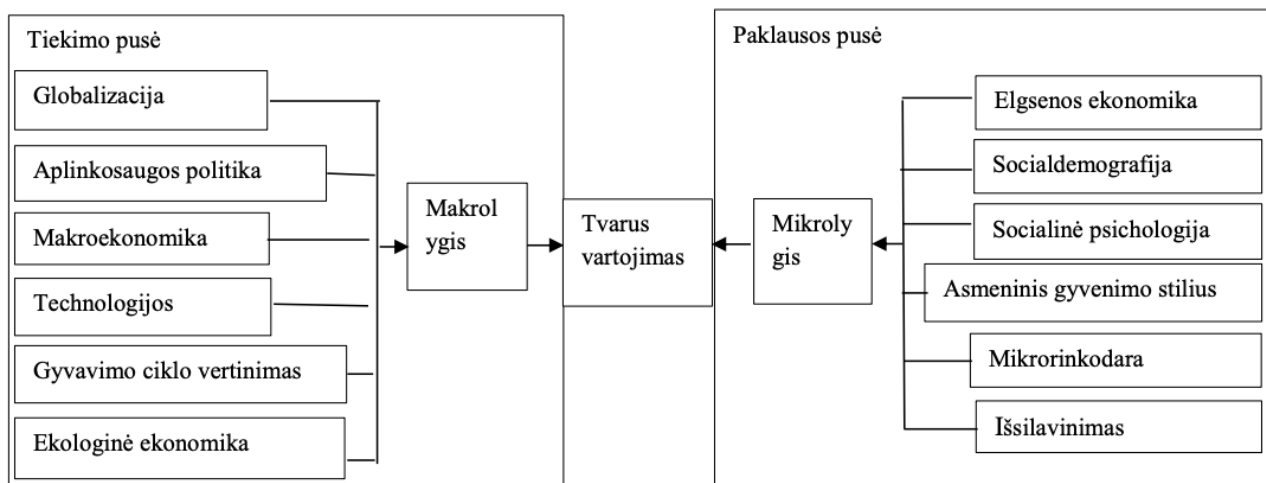 Tiekimo pusė
Globalizacija
Aplinkosaugos politika
Makroekonomika
Technologijos
Gyvavimo ciklo vertinimas
Ekologinė ekonomika
Makrol
ygis
Tvarus
vartojimas
Paklausos pusė
Mikroly
gis
Elgsenos ekonomika
Socialdemografija
Socialinė psichologija
Asmeninis gyvenimo stilius
Mikrorinkodara
Išsilavinimas